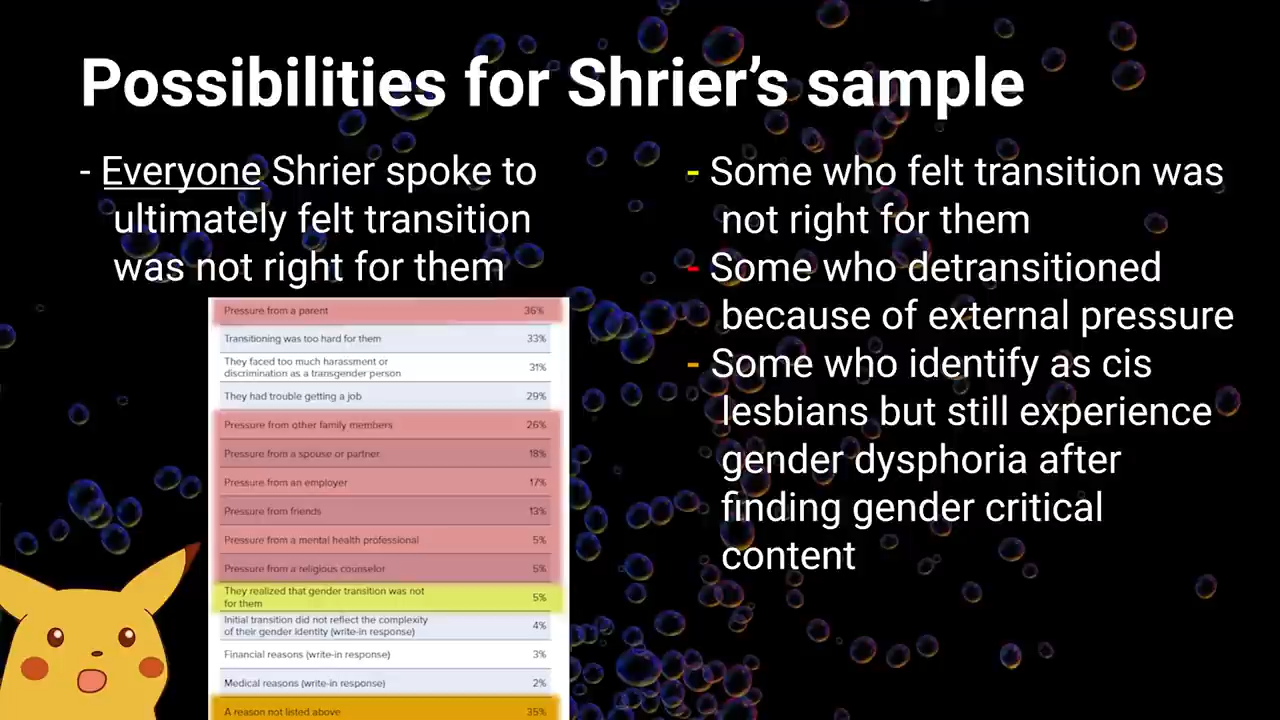 Possibilities for Shrier's sample
- Everyone Shrier spoke to
ultimately felt transition
was not right for them
Pressure from a parent 36%
Transitioning was too hard for them 33%
They faced too much harassment or
discrimination as a transgender person 31%
They had trouble getting a job 29%
Pressure from other family members 26%
Pressure from a spouse or partner 18%
Pressure from an employer 17%
Pressure from friends 13%
Pressure from a mental health professional 5%
Pressure from a religious counselor 5%
They realized that gender transition was not
for them 5%
Initial transition did not reflect the complexity
of their gender identity (write-in response) 4%
Financial reasons (write-in response) 3%
Medical reasons (write-in response) 2%
A reason not listed above 35%
- Some who felt transition was
not right for them
- Some who detransitioned
because of external pressure
- Some who identify as cis
lesbians but still experience
gender dysphoria after
finding gender critical
content